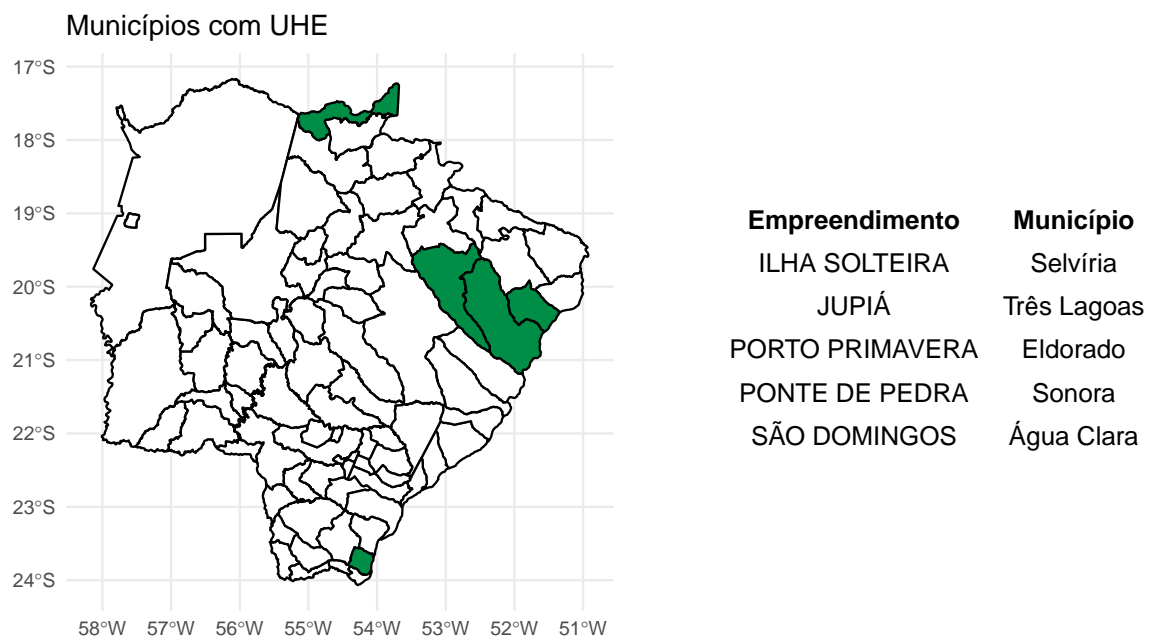 Municípios com UHE
17°S
18°S
19°S
20°S
21°S
22°S
23°S
24°S
58°W 57°W 56°W 55°W 54°W 53°W 52°W 51°W
Empreendimento Município
ILHA SOLTEIRA Selvíria
JUPIÁ Três Lagoas
PORTO PRIMAVERA Eldorado
PONTE DE PEDRA Sonora
SÃO DOMINGOS Água Clara